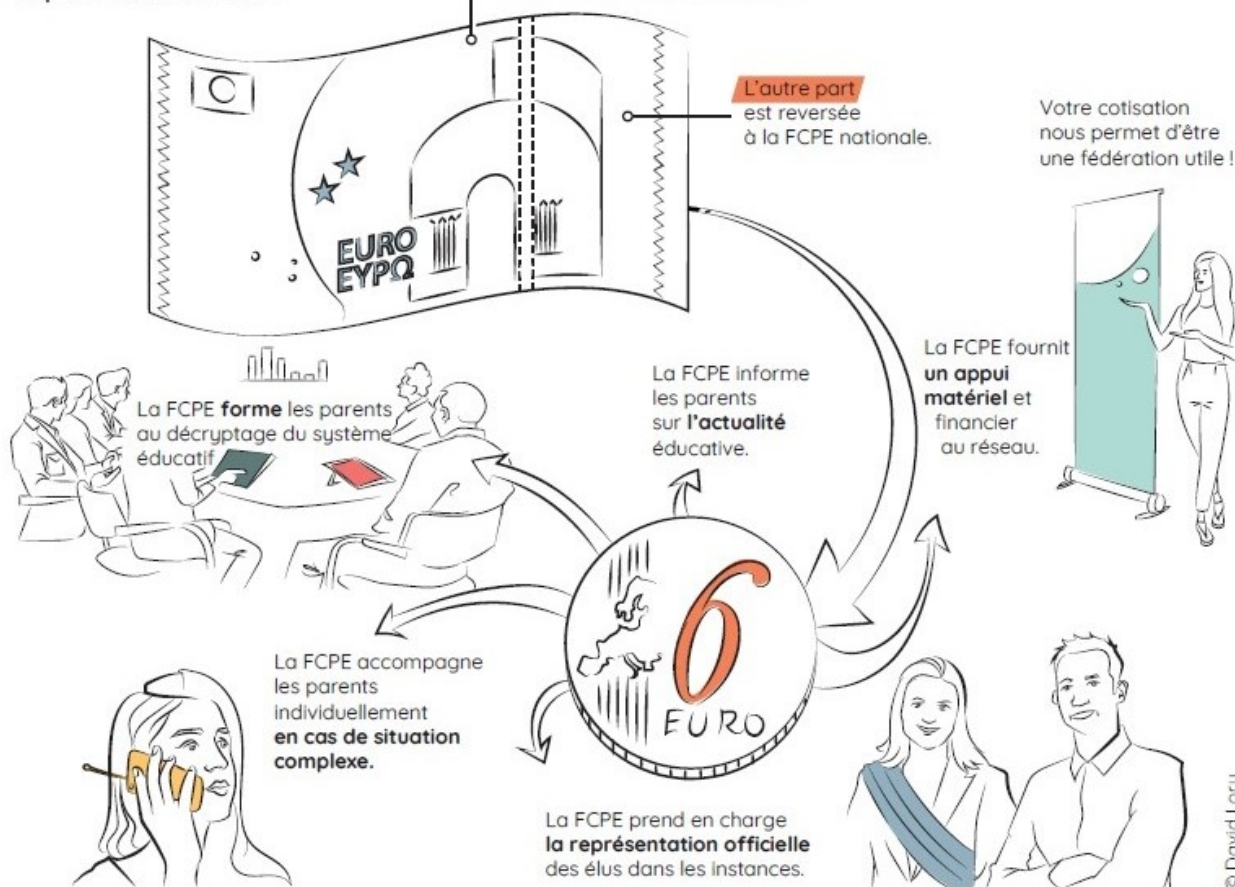 L'autre part
est reversée
à la FCPE nationale.
Votre cotisation
nous permet d'être
une fédération utile !
EURO
ΕΥΡΩ
La FCPE forme les parents
au décryptage du système
éducatif
La FCPE informe
les parents
sur l'actualité
éducative.
La FCPE fournit
un appui
matériel et
financier
au réseau.
6
EURO
La FCPE accompagne
les parents
individuellement
en cas de situation
complexe.
La FCPE prend en charge
la représentation officielle
des élus dans les instances.